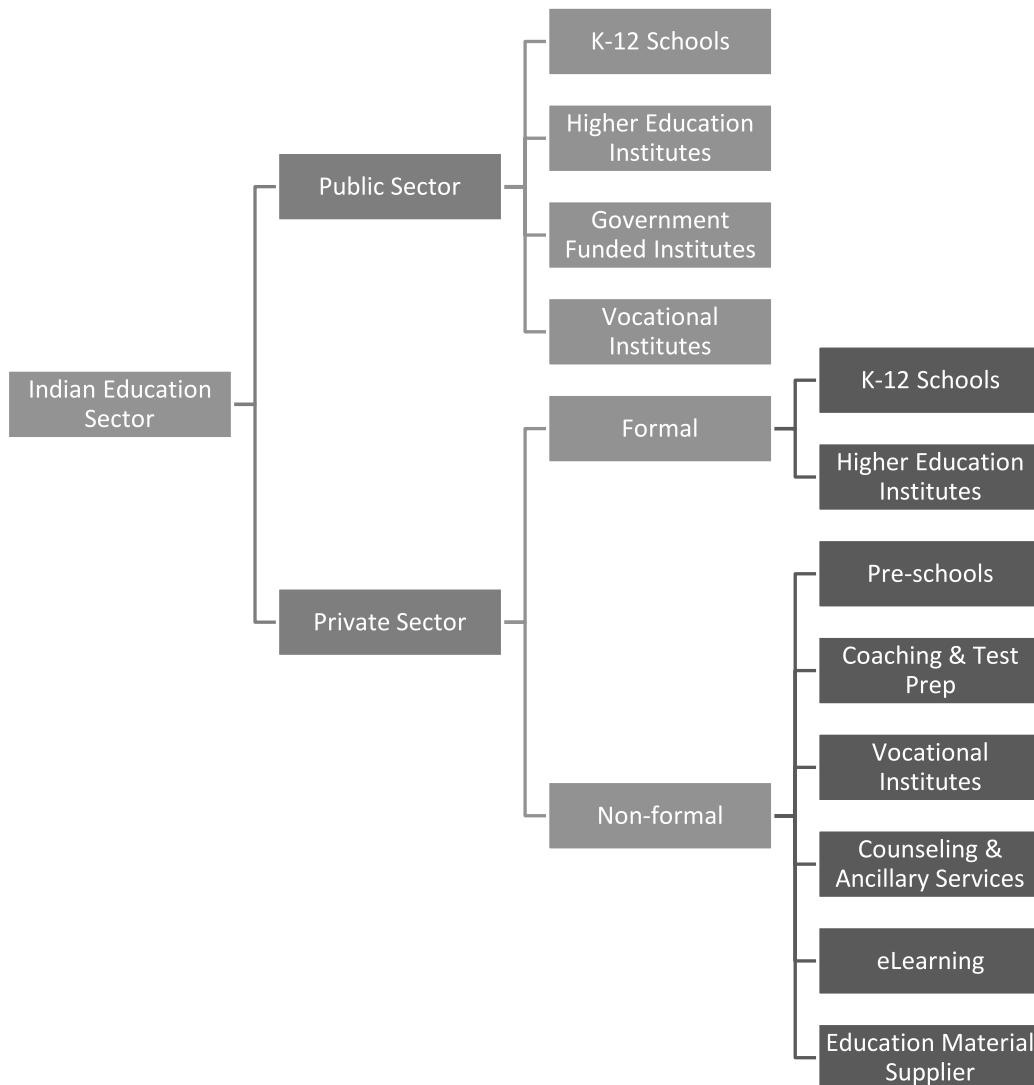 K-12 Schools
Higher Education
Institutes
Public Sector
Government
Funded Institutes
Vocational
Institutes
Indian Education
Sector
K-12 Schools
Formal
Higher Education
Institutes
Pre-schools
Private Sector
Coaching & Test
Prep
Vocational
Institutes
Non-formal
Counseling &
Ancillary Services
eLearning
Education Material
Supplier